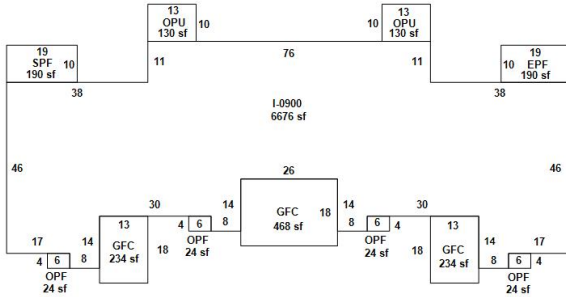 13
OPU
130 sf
10
13
OPU
130 sf
10
19
SPF
190 sf
10
11
76
11
19
EPF
190 sf
10
38
38
I-0900
6676 sf
46
46
26
30
14
GFC
468 sf
18
14
30
13
GFC
234 sf
4
6
8
OPF
24 sf
8
6
4
OPF
24 sf
13
GFC
234 sf
17
14
18
18
14
17
4
6
8
OPF
24 sf
8
6
4
OPF
24 sf